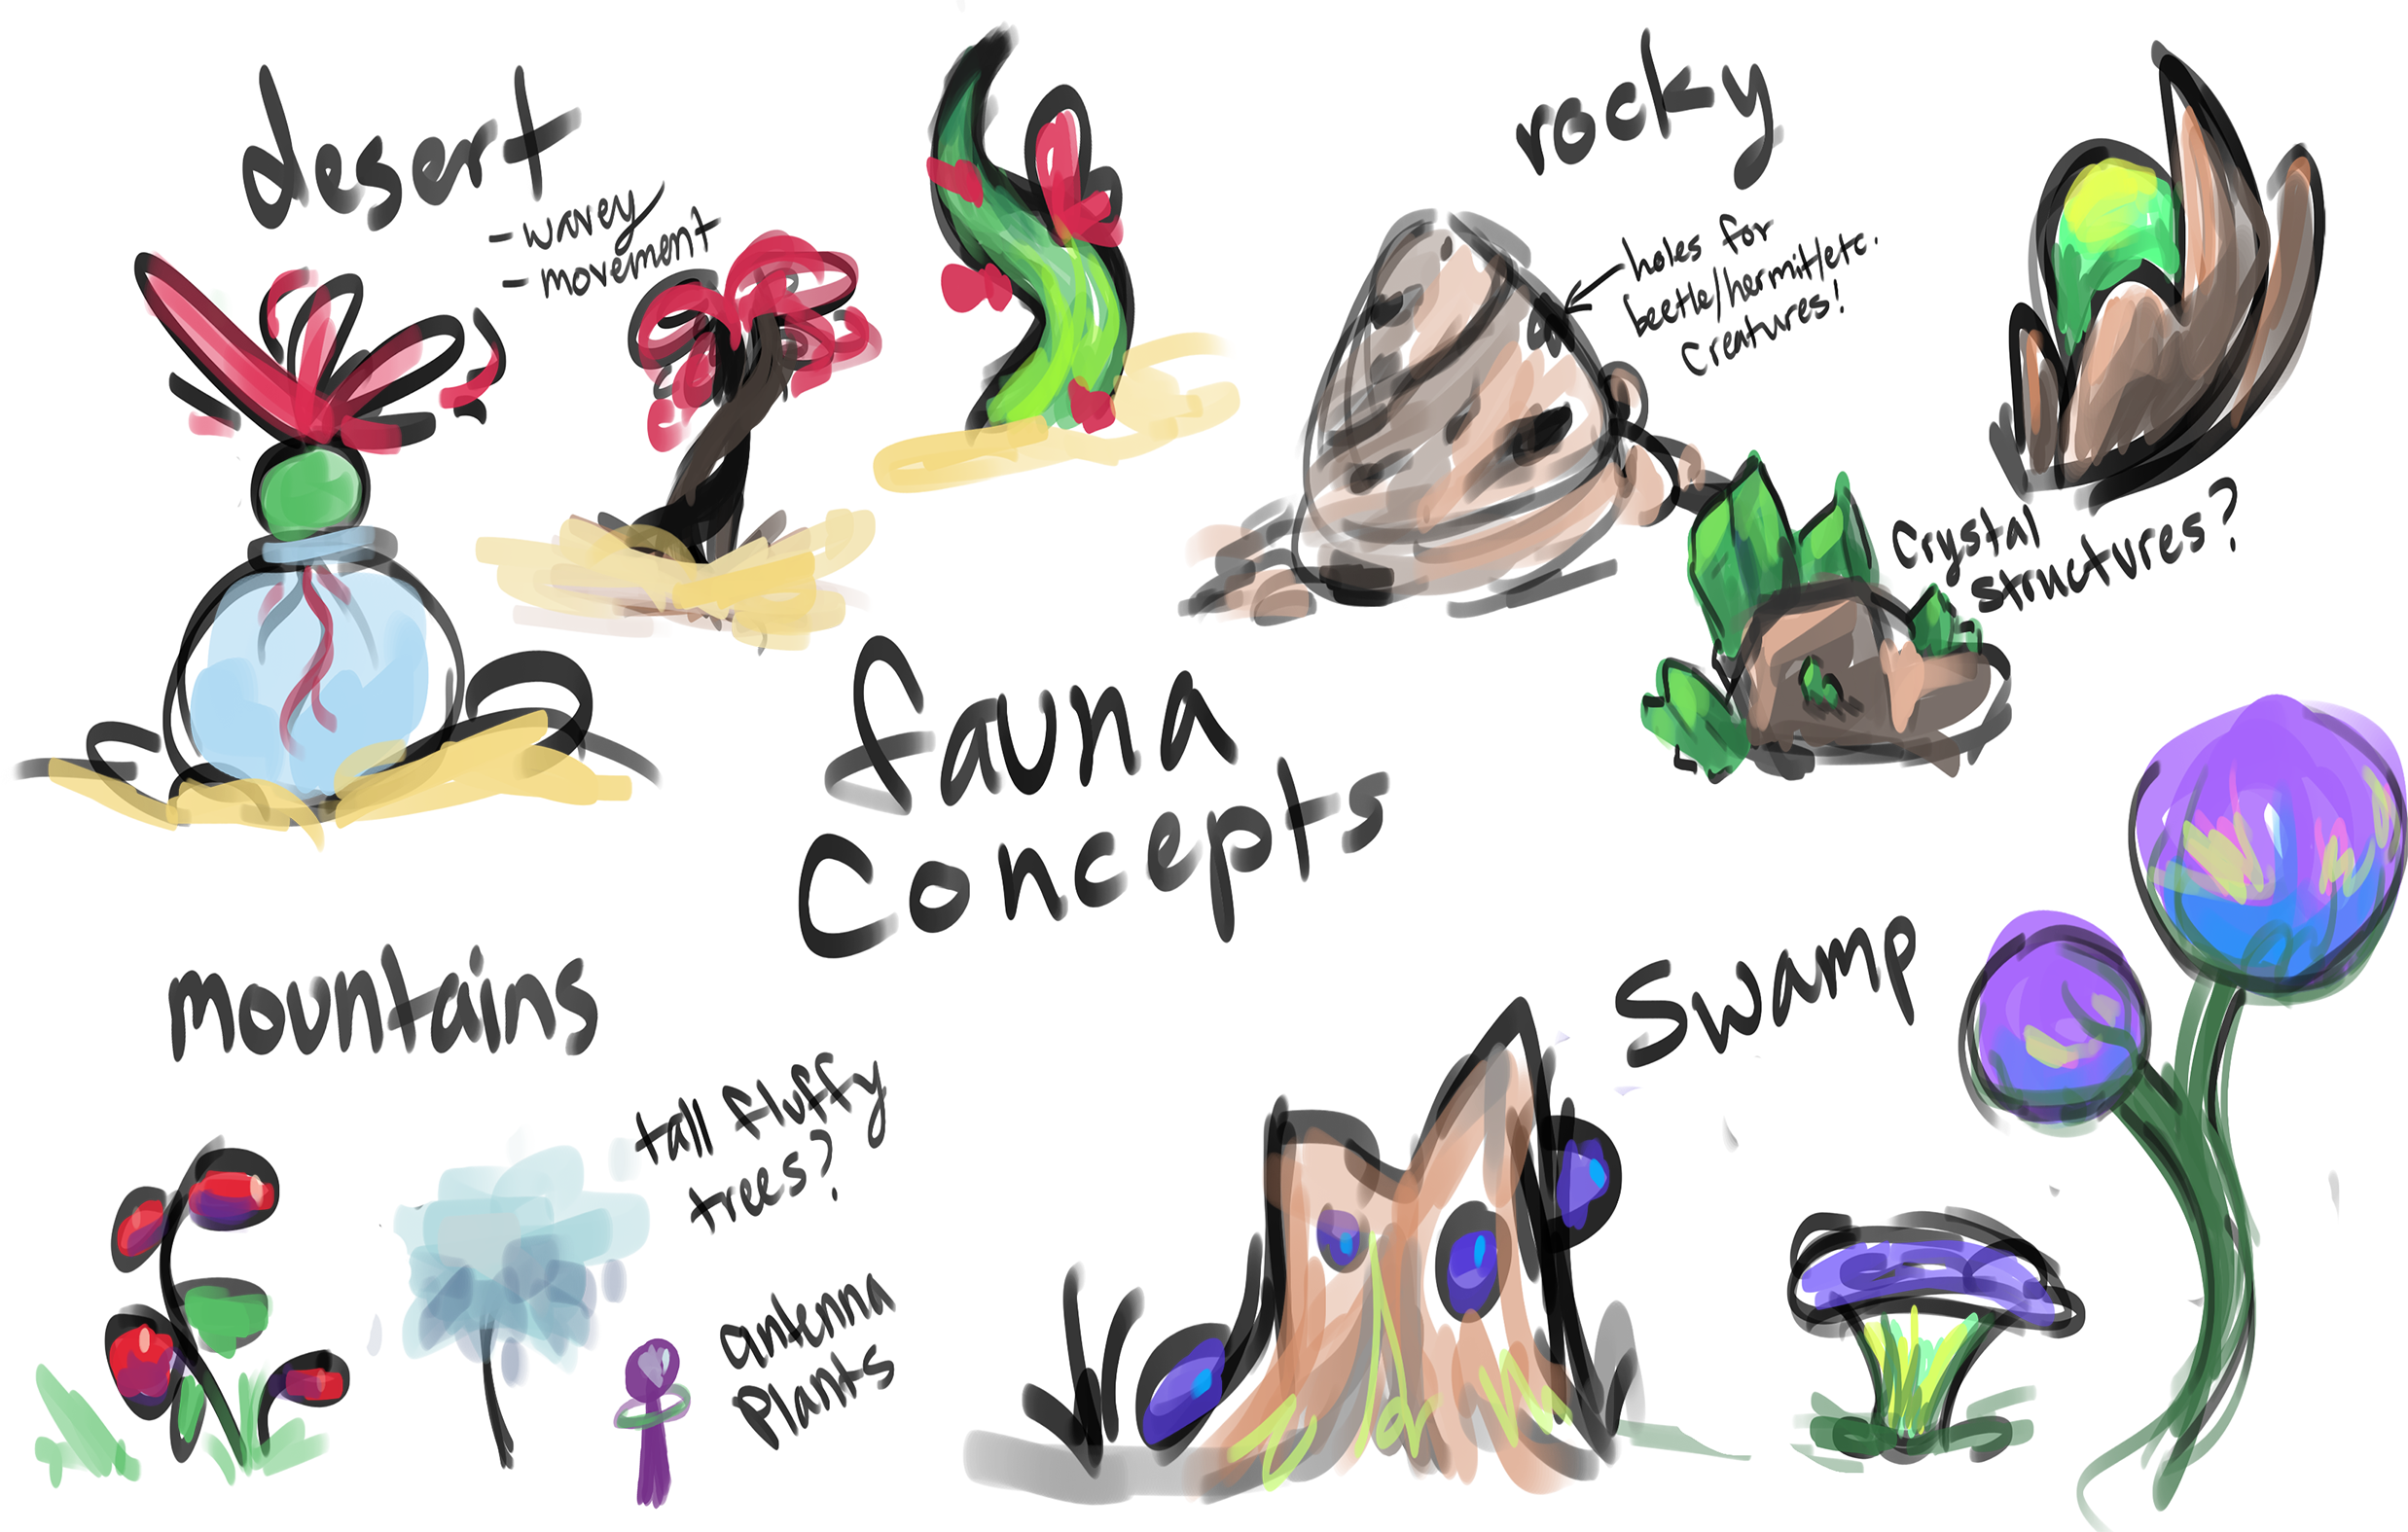 desert
- wavey
- movement
rocky
holes for
beetle/hermit/etc.
creatures!
Crystal
structures?
fauna
Concepts
mountains
tall fluffy
trees?
antenna
Plants
Swamp